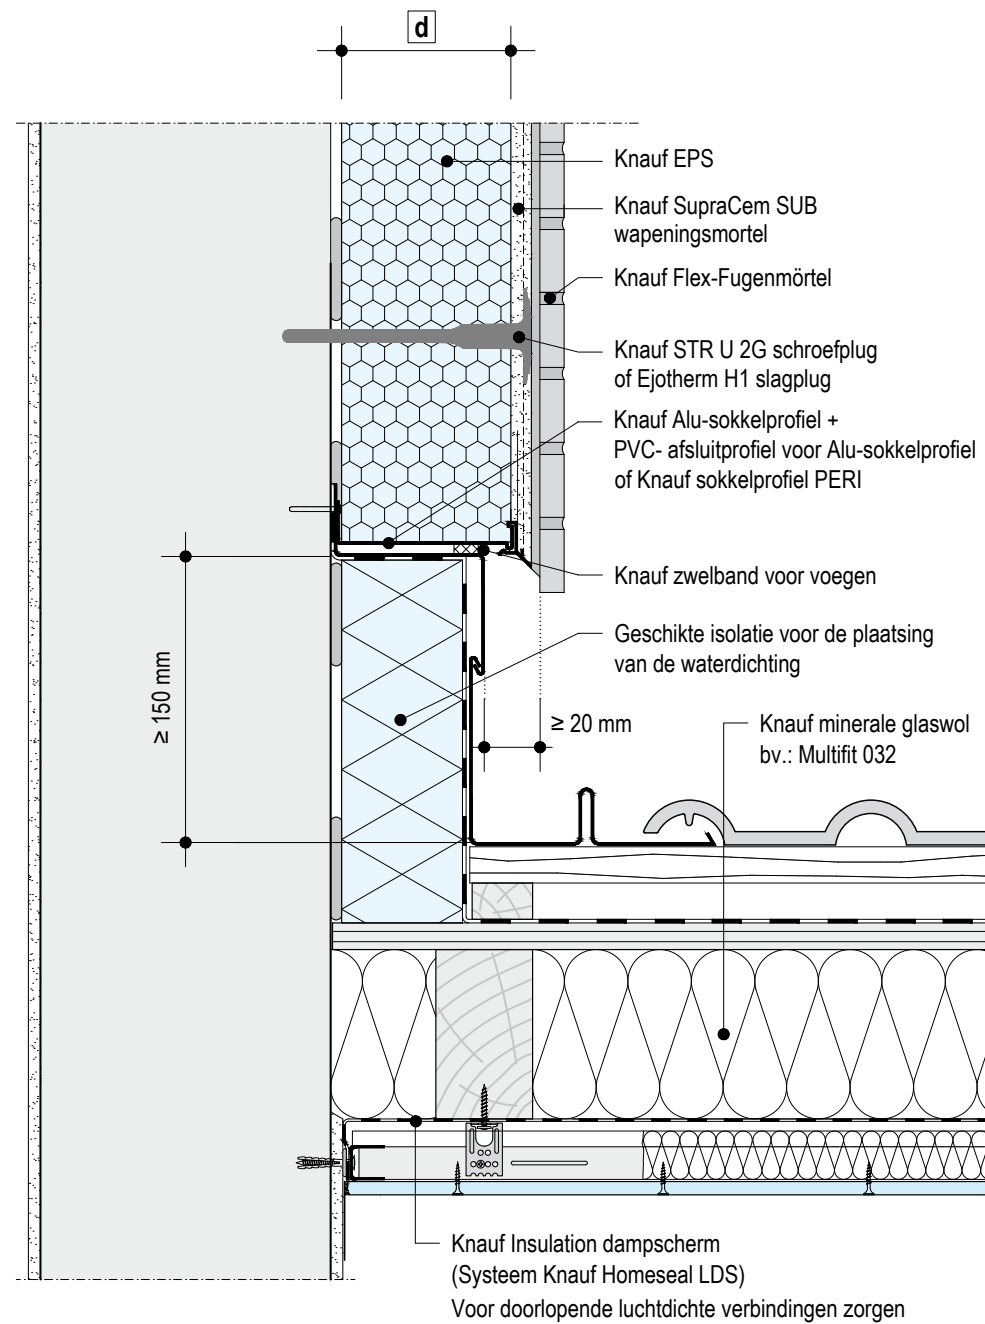 d
Knauf EPS
Knauf SupraCem SUB
wapeningsmortel
Knauf Flex-Fugenmörtel
Knauf STR U 2G schroefplug
of Ejotherm H1 slagplug
Knauf Alu-sokkelprofiel +
PVC- afsluitprofiel voor Alu-sokkelprofiel
of Knauf sokkelprofiel PERI
Knauf zwelband voor voegen
Geschikte isolatie voor de plaatsing
van de waterdichting
≥ 150 mm
≥ 20 mm
Knauf minerale glaswol
bv.: Multifit 032
Knauf Insulation dampscherm
(Systeem Knauf Homeseal LDS)
Voor doorlopende luchtdichte verbindingen zorgen